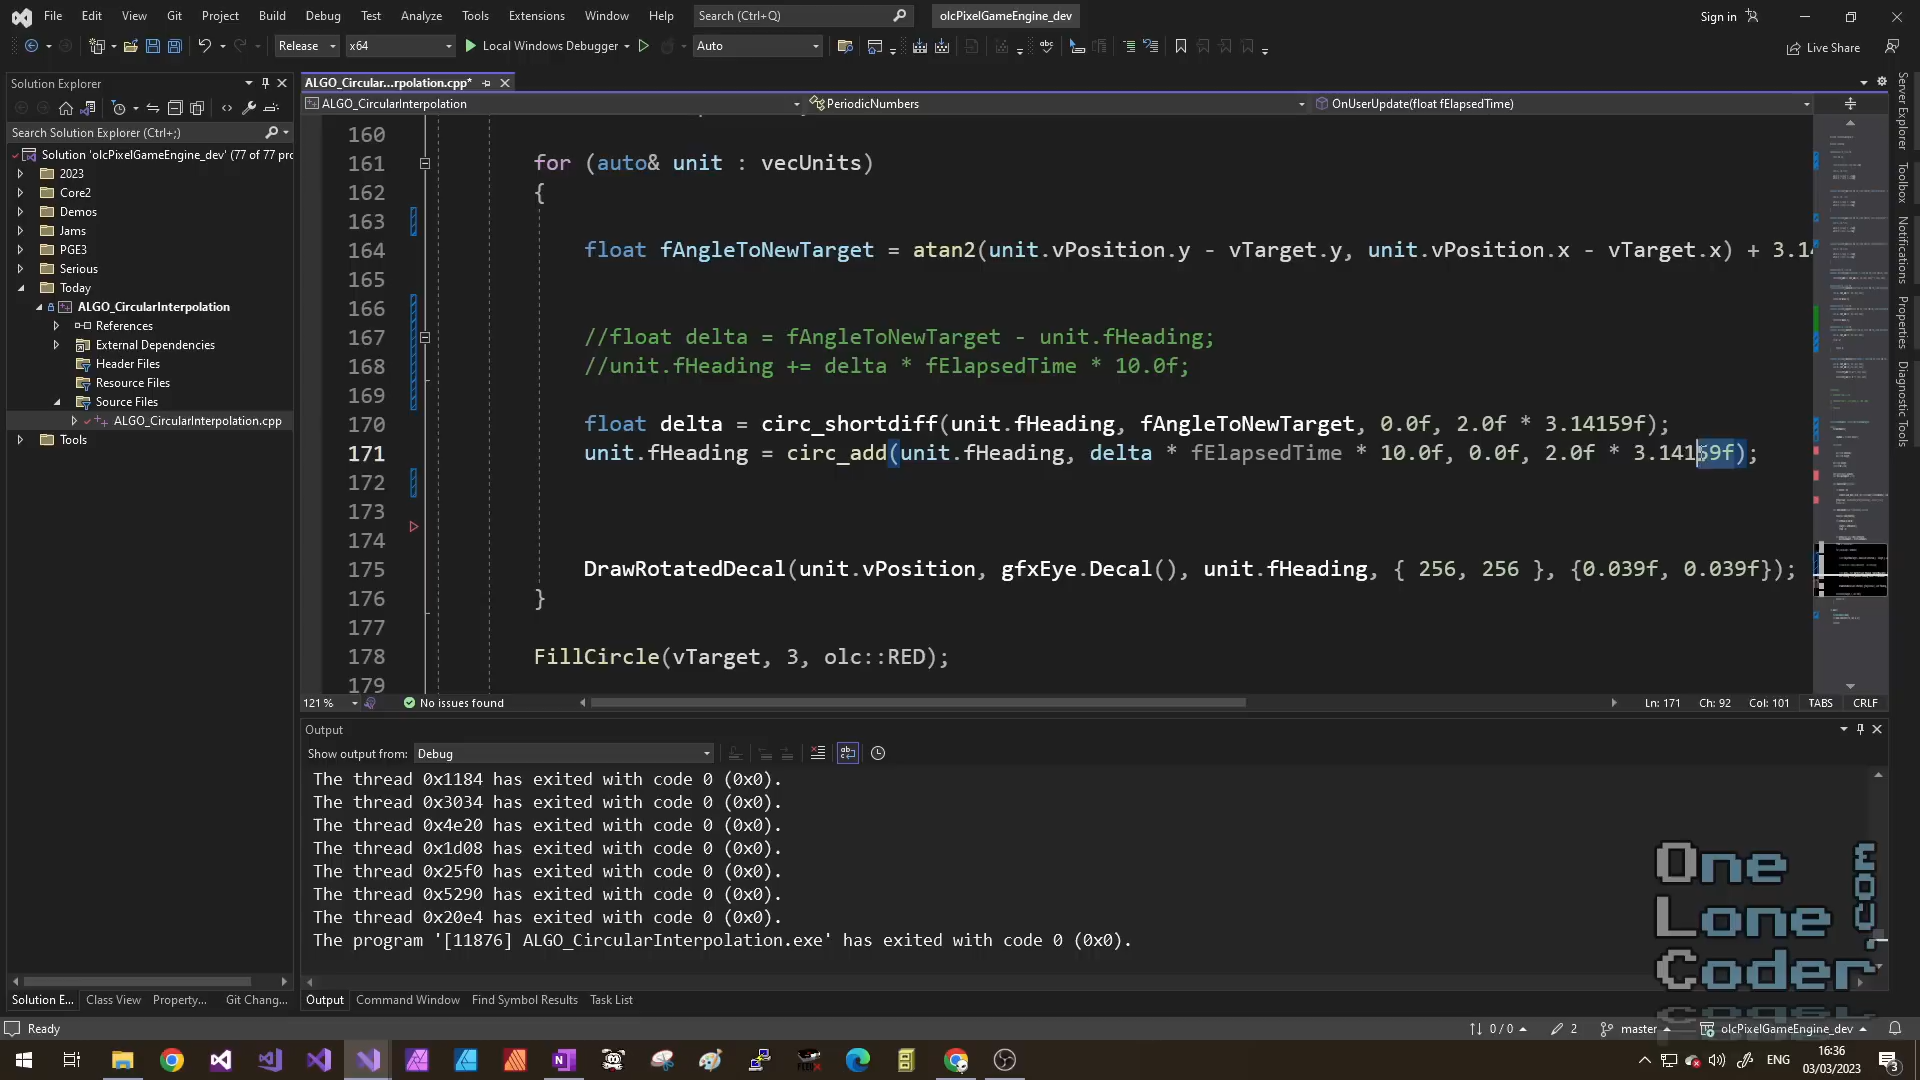 File Edit View Git Project Build Debug Test Analyze Tools Extensions Window Help Search (Ctrl+Q) olcPixelGameEngine_dev Sign in
Release x64 Local Windows Debugger Auto Live Share
Solution Explorer
Search Solution Explorer (Ctrl+;)
Solution 'olcPixelGameEngine_dev' (77 of 77 pro
2023
Core2
Demos
Jams
PGE3
Serious
Today
ALGO_CircularInterpolation
References
External Dependencies
Header Files
Resource Files
Source Files
ALGO_CircularInterpolation.cpp
Tools
Solution E... Class View Property... Git Chang...
ALGO_Circular...rpolation.cpp*
ALGO_CircularInterpolation PeriodicNumbers OnUserUpdate(float fElapsedTime)
160
161 for (auto& unit : vecUnits)
162 {
163
164 float fAngleToNewTarget = atan2(unit.vPosition.y - vTarget.y, unit.vPosition.x - vTarget.x) + 3.14
165
166
167 //float delta = fAngleToNewTarget - unit.fHeading;
168 //unit.fHeading += delta * fElapsedTime * 10.0f;
169
170 float delta = circ_shortdiff(unit.fHeading, fAngleToNewTarget, 0.0f, 2.0f * 3.14159f);
171 unit.fHeading = circ_add(unit.fHeading, delta * fElapsedTime * 10.0f, 0.0f, 2.0f * 3.14159f);
172
173
174
175 DrawRotatedDecal(unit.vPosition, gfxEye.Decal(), unit.fHeading, { 256, 256 }, {0.039f, 0.039f});
176 }
177
178 FillCircle(vTarget, 3, olc::RED);
179
121 % No issues found Ln: 171 Ch: 92 Col: 101 TABS CRLF
Output
Show output from: Debug
The thread 0x1184 has exited with code 0 (0x0).
The thread 0x3034 has exited with code 0 (0x0).
The thread 0x4e20 has exited with code 0 (0x0).
The thread 0x1d08 has exited with code 0 (0x0).
The thread 0x25f0 has exited with code 0 (0x0).
The thread 0x5290 has exited with code 0 (0x0).
The thread 0x20e4 has exited with code 0 (0x0).
The program '[11876] ALGO_CircularInterpolation.exe' has exited with code 0 (0x0).
Output Command Window Find Symbol Results Task List
Server Explorer
Toolbox
Notifications
Properties
Diagnostic Tools
One
Lone
Coder
.com
Ready 0 / 0 2 master olcPixelGameEngine_dev
ENG 16:36
03/03/2023
3